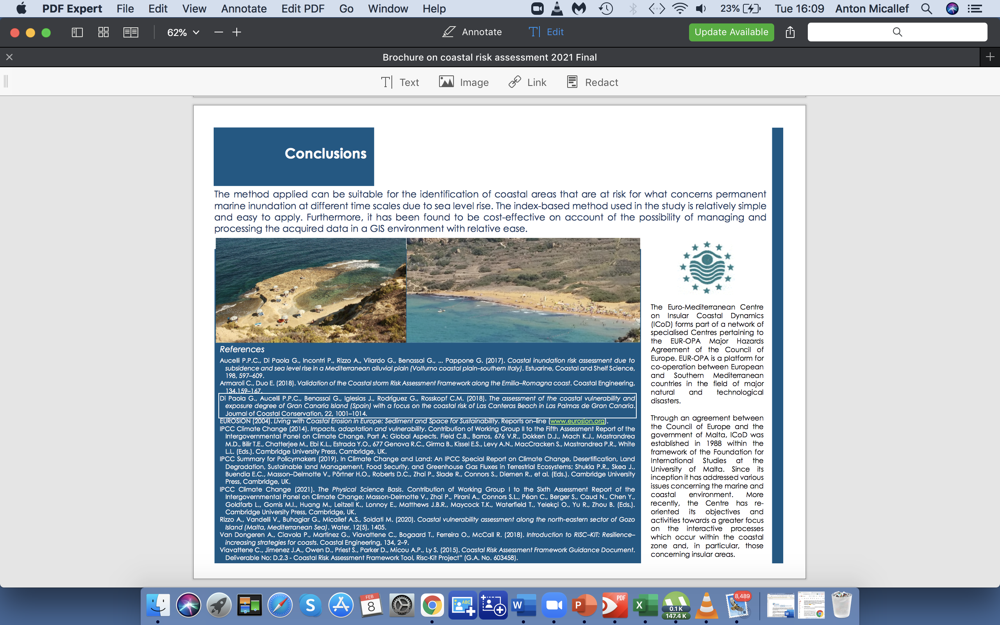 PDF Expert File Edit View Annotate Edit PDF Go Window Help 23% Tue 16:09 Anton Micallef
62% Annotate Edit Update Available
Brochure on coastal risk assessment 2021 Final
Text Image Link Redact
Conclusions
The method applied can be suitable for the identification of coastal areas that are at risk for what concerns permanent
marine inundation at different time scales due to sea level rise. The index-based method used in the study is relatively simple
and easy to apply. Furthermore, it has been found to be cost-effective on account of the possibility of managing and
processing the acquired data in a GIS environment with relative ease.
References
Aucelli P.P.C., Di Paola G., Incontri P., Rizzo A., Vilardo G., Benassai G., ... Pappone G. (2017). Coastal inundation risk assessment due to
subsidence and sea level rise in a Mediterranean alluvial plain (Volturno coastal plain–southern Italy). Estuarine, Coastal and Shelf Science,
198, 597–609.
Armaroli C., Duo E. (2018). Validation of the Coastal storm Risk Assessment Framework along the Emilia–Romagna coast. Coastal Engineering,
134,159–167.
Di Paola G., Aucelli P.P.C., Benassai G., Iglesias J., Rodríguez G., Rosskopf C.M. (2018). The assessment of the coastal vulnerability and
exposure degree of Gran Canaria Island (Spain) with a focus on the coastal risk of Las Canteras Beach in Las Palmas de Gran Canaria.
Journal of Coastal Conservation, 22, 1001–1014.
EUROSION (2004). Living with Coastal Erosion in Europe: Sediment and Space for Sustainability. Reports on–line (www.eurosion.org).
IPCC Climate Change (2014). Impacts, adaptation and vulnerability. Contribution of Working Group II to the Fifth Assessment Report of the
Intergovernmental Panel on Climate Change. Part A: Global Aspects. Field C.B., Barros, 676 V.R., Dokken D.J., Mach K.J., Mastrandrea
M.D., Bilir T.E., Chatterjee M., Ebi K.L., Estrada Y.O., 677 Genova R.C., Girma B., Kissel E.S., Levy A.N., MacCracken S., Mastrandrea P.R., White
L.L. (Eds.). Cambridge University Press, Cambridge, UK.
IPCC Summary for Policymakers (2019). In Climate Change and Land: An IPCC Special Report on Climate Change, Desertification, Land
Degradation, Sustainable land Management, Food Security, and Greenhouse Gas Fluxes in Terrestrial Ecosystems; Shukla P.R., Skea J.,
Buendia E.C., Masson–Delmotte V., Pörtner H.O., Roberts D.C., Zhai P., Slade R., Connors S., Diemen R., et al. (Eds.). Cambridge University
Press, Cambridge, UK.
IPCC Climate Change (2021). The Physical Science Basis. Contribution of Working Group I to the Sixth Assessment Report of the
Intergovernmental Panel on Climate Change; Masson-Delmotte V., Zhai P., Pirani A., Connors S.L., Péan C., Berger S., Caud N., Chen Y.,
Goldfarb L., Gomis M.I., Huang M., Leitzell K., Lonnoy E., Matthews J.B.R., Maycock T.K., Waterfield T., Yelekçi O., Yu R., Zhou B. (Eds.).
Cambridge University Press, Cambridge, UK.
Rizzo A., Vandelli V., Buhagiar G., Micallef A.S., Soldati M. (2020). Coastal vulnerability assessment along the north-eastern sector of Gozo
Island (Malta, Mediterranean Sea). Water, 12(5), 1405.
Van Dongeren A., Ciavola P., Martinez G., Viavattene C., Bogaard T., Ferreira O., McCall R. (2018). Introduction to RISC–KIT: Resilience–
increasing strategies for coasts. Coastal Engineering, 134, 2–9.
Viavattene C., Jimenez J.A., Owen D., Priest S., Parker D., Micou A.P., Ly S. (2015). Coastal Risk Assessment Framework Guidance Document.
Deliverable No: D.2.3 - Coastal Risk Assessment Framework Tool, Risc-Kit Project” (G.A. No. 603458).
The Euro-Mediterranean Centre
on Insular Coastal Dynamics
(ICoD) forms part of a network of
specialised Centres pertaining to
the EUR-OPA Major Hazards
Agreement of the Council of
Europe. EUR-OPA is a platform for
co-operation between European
and Southern Mediterranean
countries in the field of major
natural and technological
disasters.
Through an agreement between
the Council of Europe and the
government of Malta, ICoD was
established in 1988 within the
framework of the Foundation for
International Studies at the
University of Malta. Since its
inception it has addressed various
issues concerning the marine and
coastal environment. More
recently, the Centre has re-
oriented its objectives and
activities towards a greater focus
on the interactive processes
which occur within the coastal
zone and, in particular, those
concerning insular areas.
FEB
8
S
ABC
W
P
PDF
X
0.1 K
147.4 K
8,489